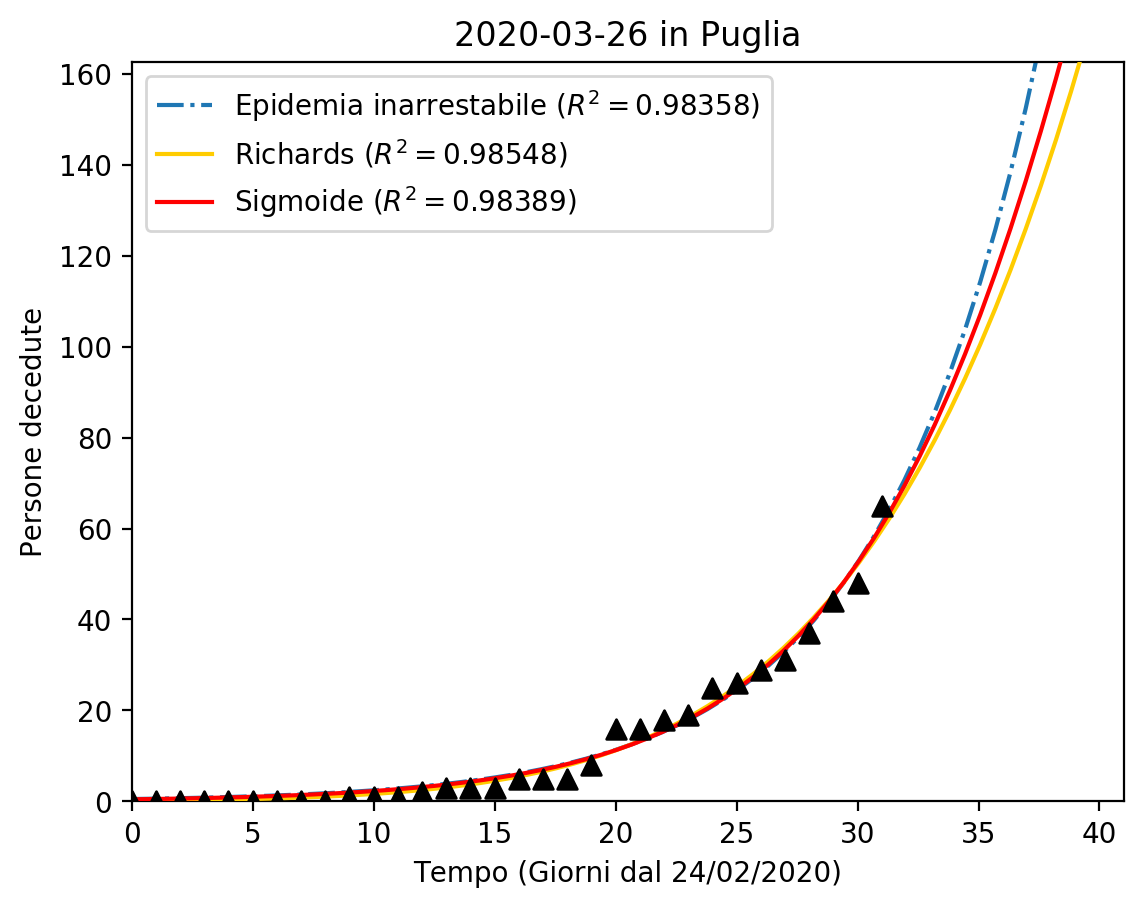 2020-03-26 in Puglia
Epidemia inarrestabile (R² = 0.98358)
Richards (R² = 0.98548)
Sigmoide (R² = 0.98389)
160
140
120
100
80
60
40
20
0
Persone decedute
0 5 10 15 20 25 30 35 40
Tempo (Giorni dal 24/02/2020)